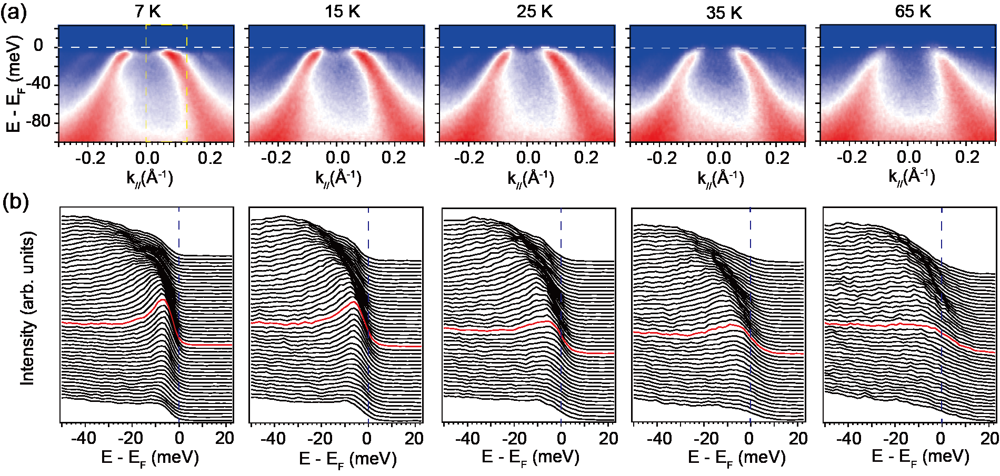 (a)
7 K 15 K 25 K 35 K 65 K
E - EF (meV)
0
-40
-80
-0.2 0.0 0.2 -0.2 0.0 0.2 -0.2 0.0 0.2 -0.2 0.0 0.2 -0.2 0.0 0.2
k//(Å-1) k//(Å-1) k//(Å-1) k//(Å-1) k//(Å-1)
(b)
Intensity (arb. units)
-40 -20 0 20 -40 -20 0 20 -40 -20 0 20 -40 -20 0 20 -40 -20 0 20
E - EF (meV) E - EF (meV) E - EF (meV) E - EF (meV) E - EF (meV)